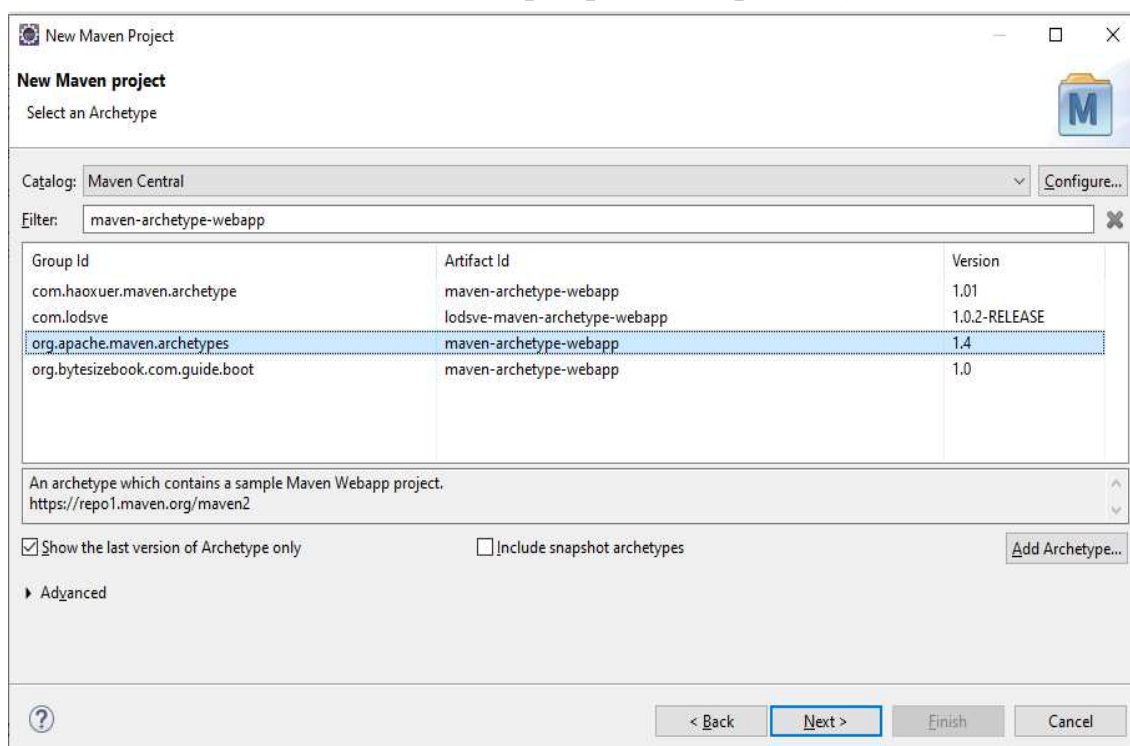 New Maven Project
New Maven project
Select an Archetype
M
Catalog: Maven Central Configure...
Filter: maven-archetype-webapp
Group Id Artifact Id Version
com.haoxuer.maven.archetype maven-archetype-webapp 1.01
com.lodsve lodsve-maven-archetype-webapp 1.0.2-RELEASE
org.apache.maven.archetypes maven-archetype-webapp 1.4
org.bytesizebook.com.guide.boot maven-archetype-webapp 1.0
An archetype which contains a sample Maven Webapp project.
https://repo1.maven.org/maven2
Show the last version of Archetype only Include snapshot archetypes Add Archetype...
Advanced
? < Back Next > Finish Cancel